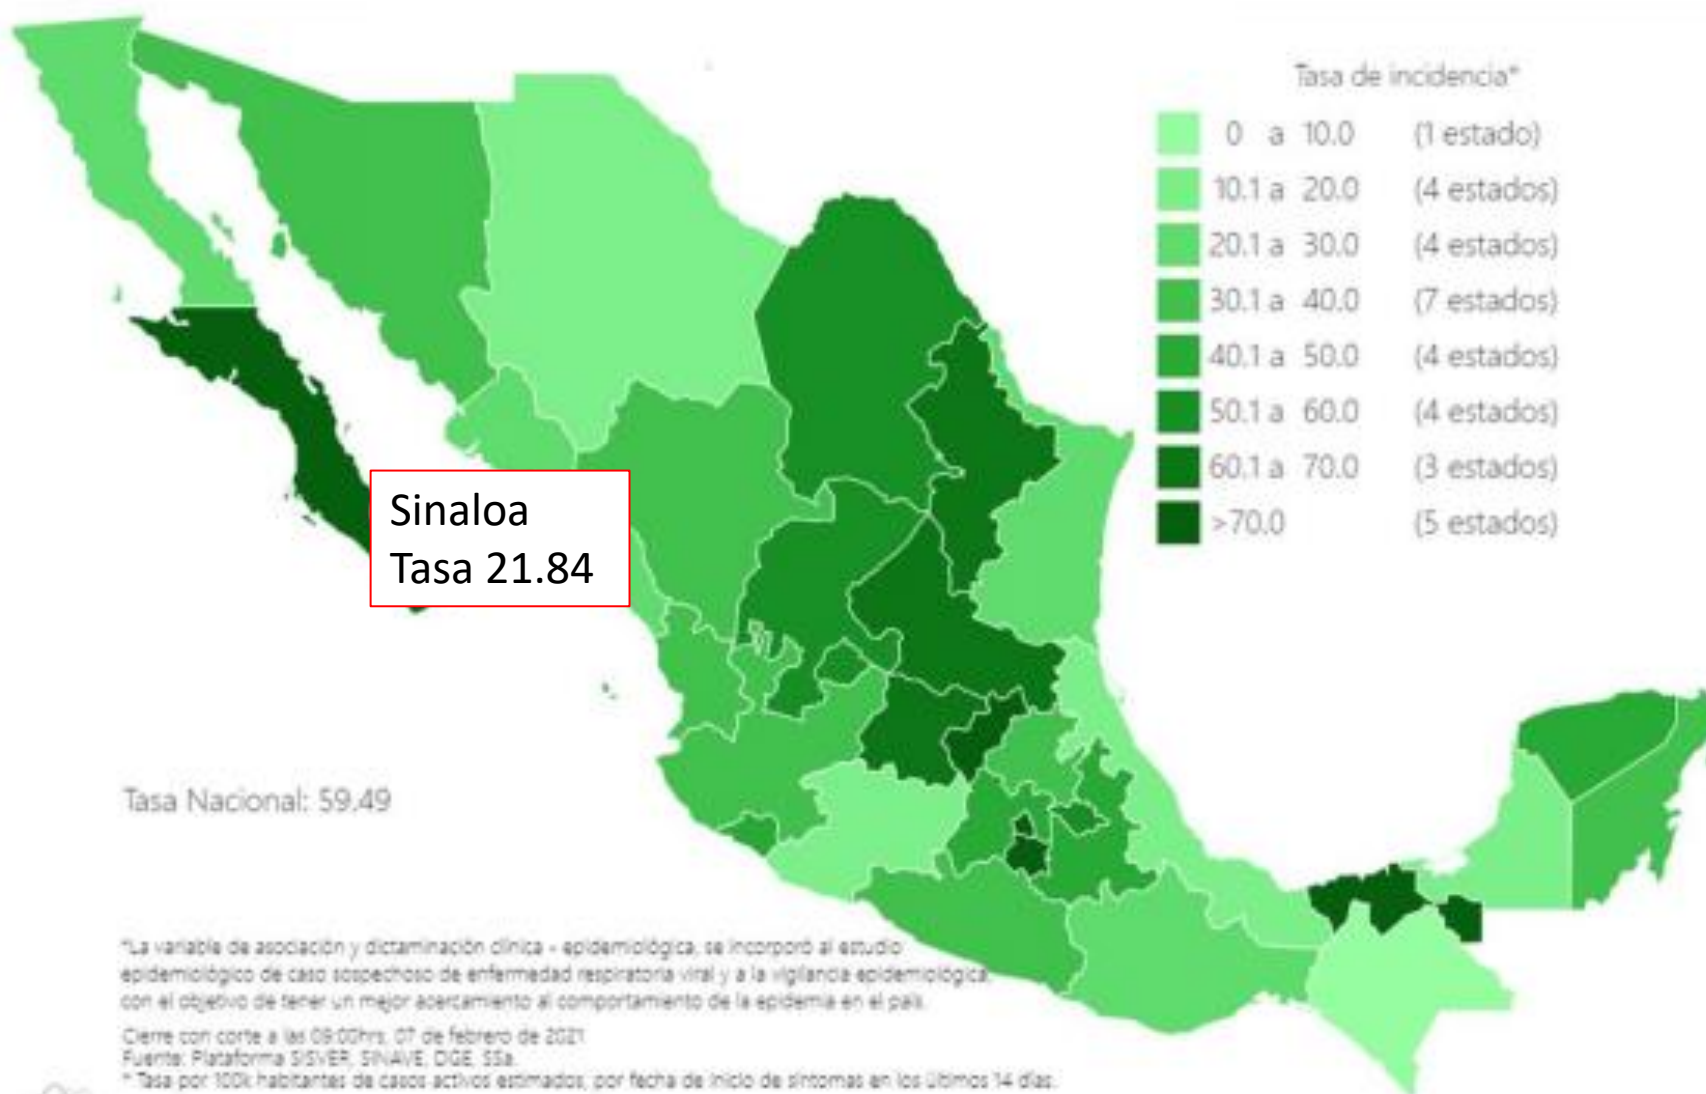 Tasa de incidencia*
0 a 10.0 (1 estado)
10.1 a 20.0 (4 estados)
20.1 a 30.0 (4 estados)
30.1 a 40.0 (7 estados)
40.1 a 50.0 (4 estados)
50.1 a 60.0 (4 estados)
60.1 a 70.0 (3 estados)
>70.0 (5 estados)
Sinaloa
Tasa 21.84
Tasa Nacional: 59.49
*La variable de asociación y dictaminación clínica - epidemiológica, se incorporó al estudio
epidemiológico de caso sospechoso de enfermedad respiratoria viral y a la vigilancia epidemiológica
con el objetivo de tener un mejor acercamiento al comportamiento de la epidemia en el país.
Cierre con corte a las 09:00hrs, 07 de febrero de 2021
Fuente: Plataforma SISVER, SINAVE, DGE, SSa.
* Tasa por 100k habitantes de casos activos estimados, por fecha de inicio de síntomas en los últimos 14 días.